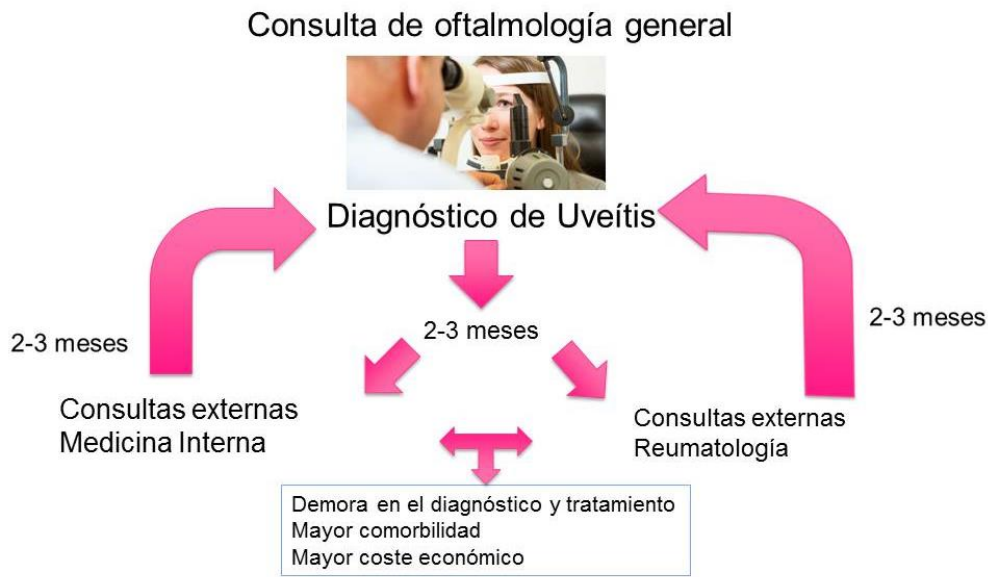 Consulta de oftalmología general
Diagnóstico de Uveítis
2-3 meses
2-3 meses
2-3 meses
Consultas externas
Medicina Interna
Consultas externas
Reumatología
Demora en el diagnóstico y tratamiento
Mayor comorbilidad
Mayor coste económico